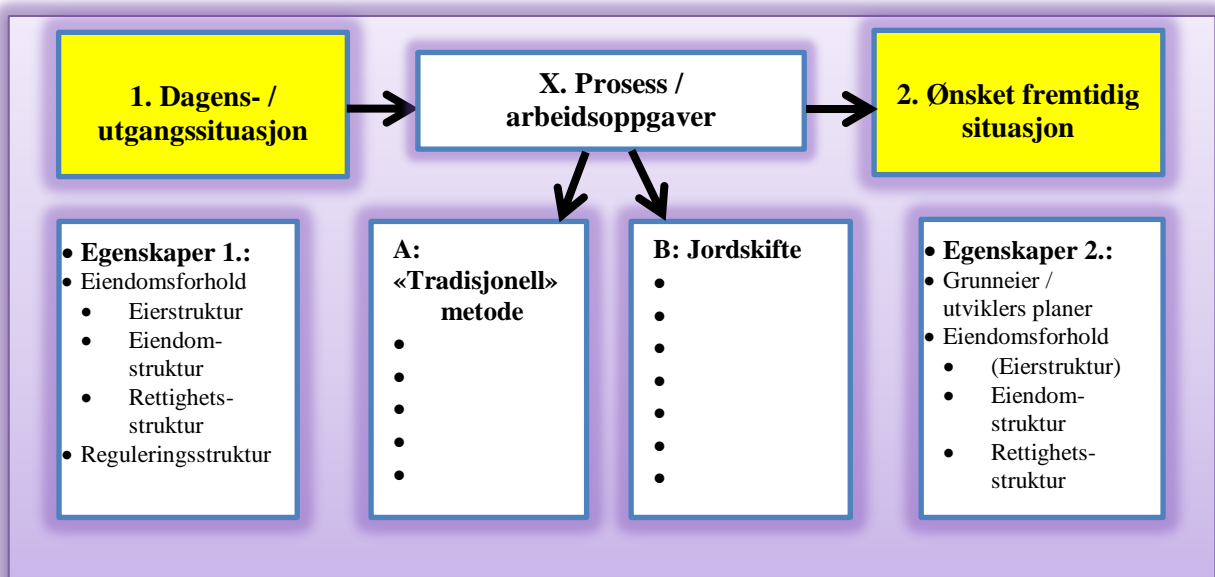 1. Dagens- /
utgangssituasjon
X. Prosess /
arbeidsoppgaver
2. Ønsket fremtidig
situasjon
• Egenskaper 1.:
• Eiendomsforhold
• Eierstruktur
• Eiendom-
struktur
• Rettighets-
struktur
• Reguleringsstruktur
A:
«Tradisjonell»
metode
•
•
•
•
•
B: Jordskifte
•
•
•
•
•
•
•
• Egenskaper 2.:
• Grunneier /
utviklers planer
• Eiendomsforhold
• (Eierstruktur)
• Eiendom-
struktur
• Rettighets-
struktur